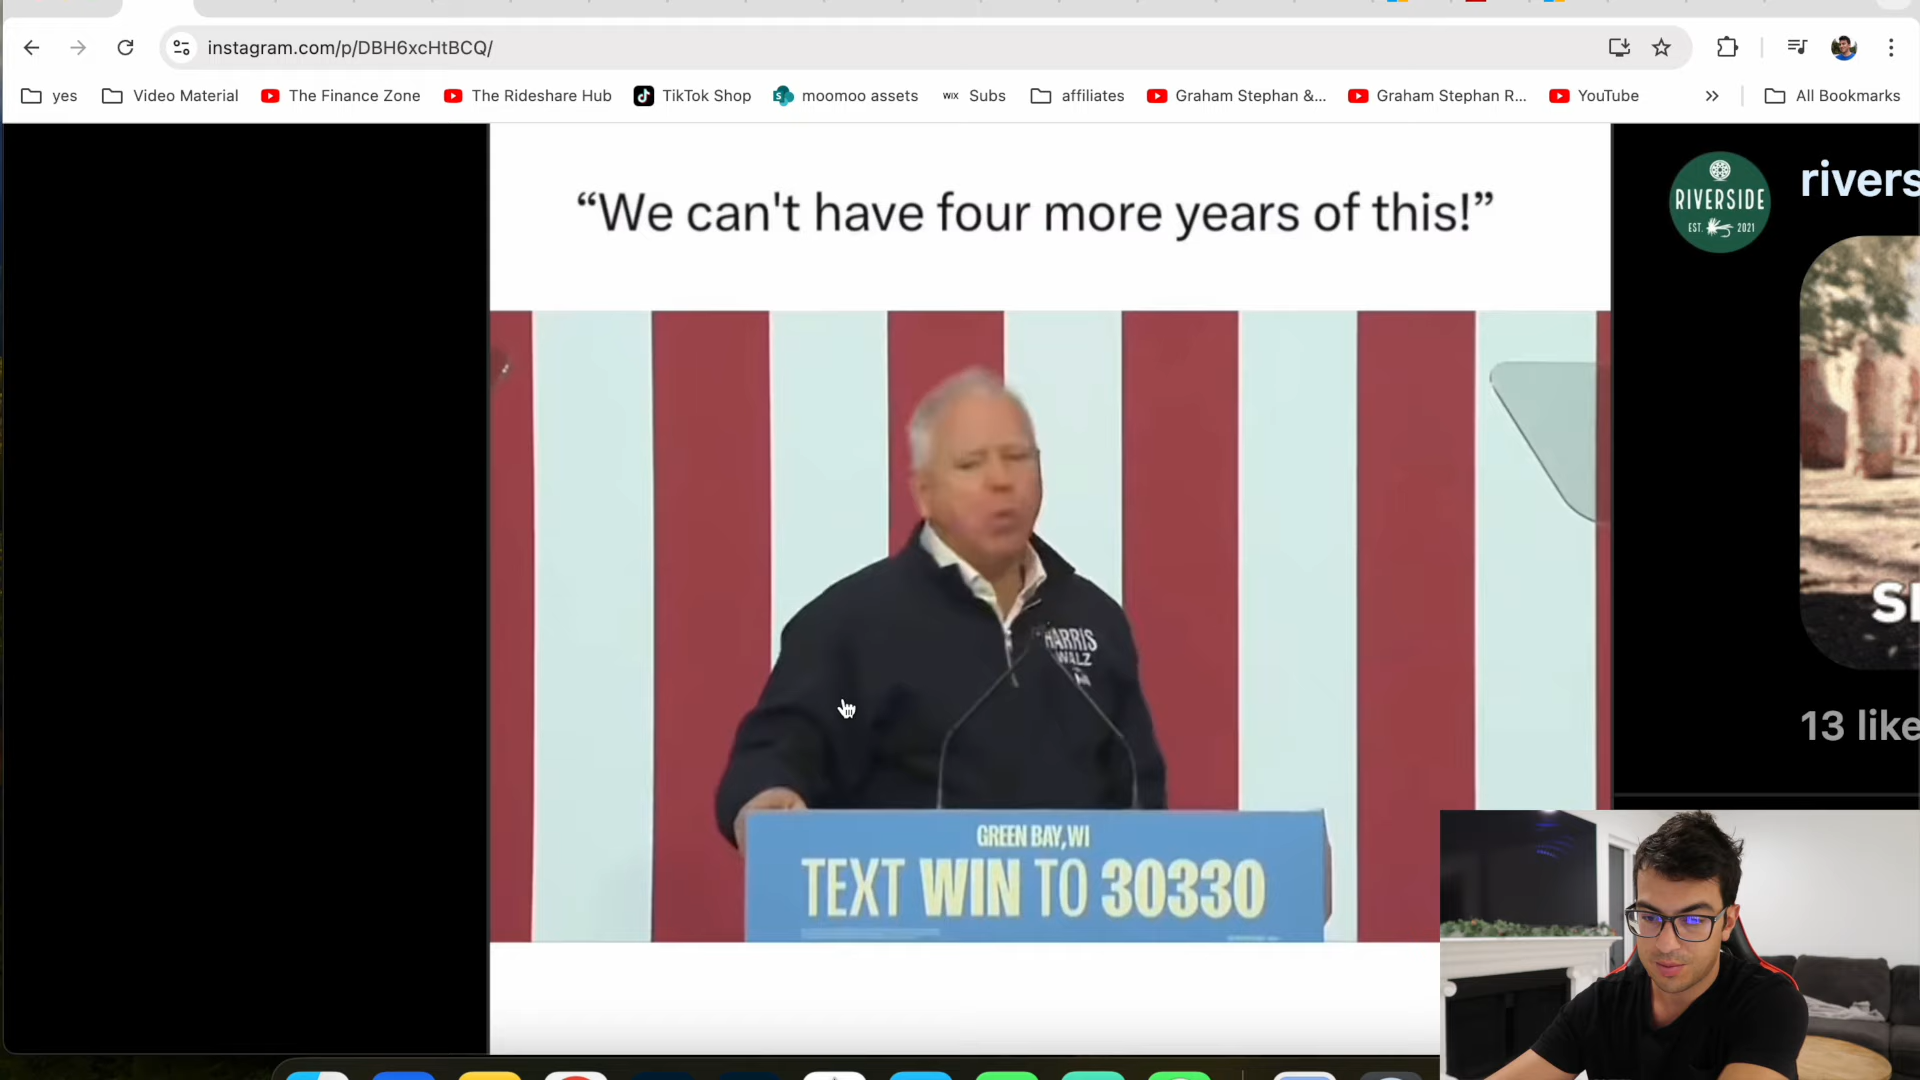 instagram.com/p/DBH6xcHtBCQ/
yes Video Material The Finance Zone The Rideshare Hub TikTok Shop moomoo assets WIX Subs affiliates Graham Stephan &... Graham Stephan R... YouTube All Bookmarks
“We can't have four more years of this!”
RIVERSIDE
EST. 2021
rivers
HARRIS
WALZ
13 like
GREEN BAY, WI
TEXT WIN TO 30330